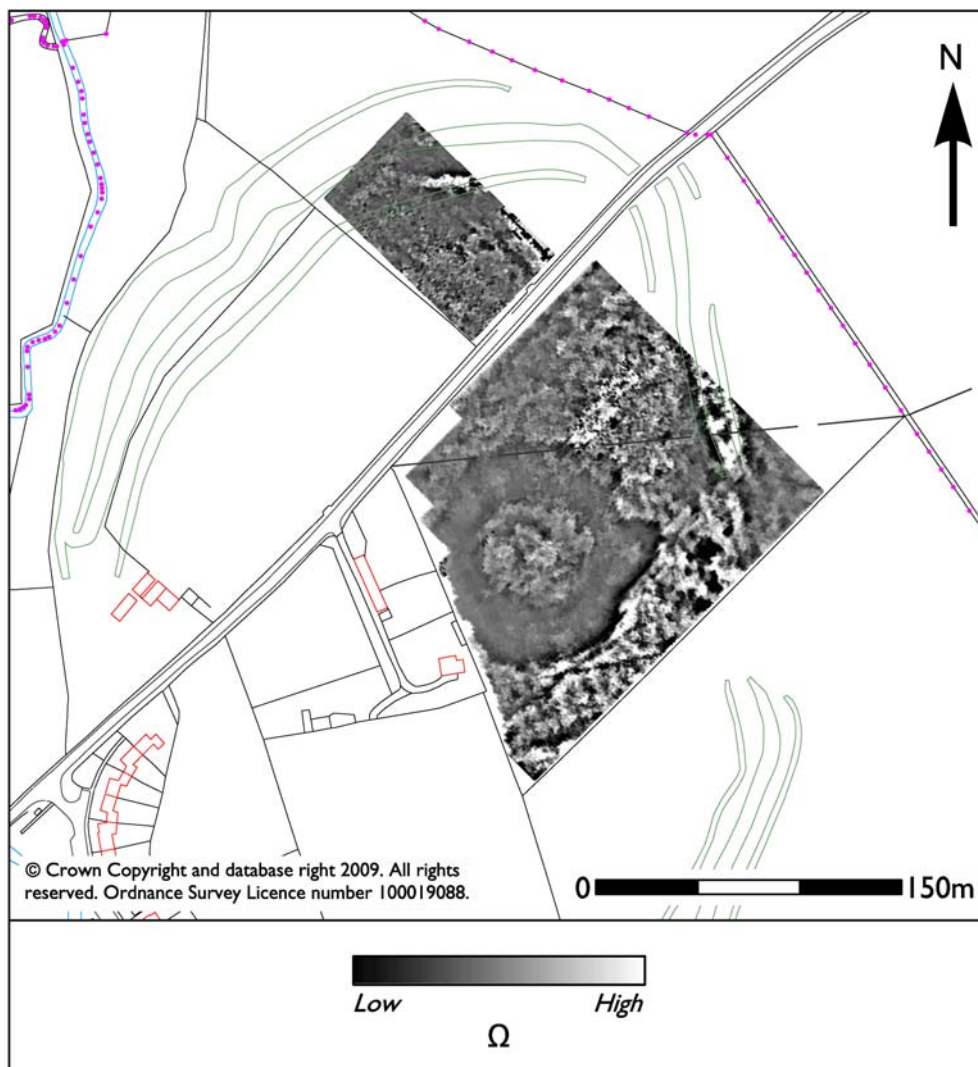 N
© Crown Copyright and database right 2009. All rights
reserved. Ordnance Survey Licence number 100019088.
0 150m
Low High
Ω